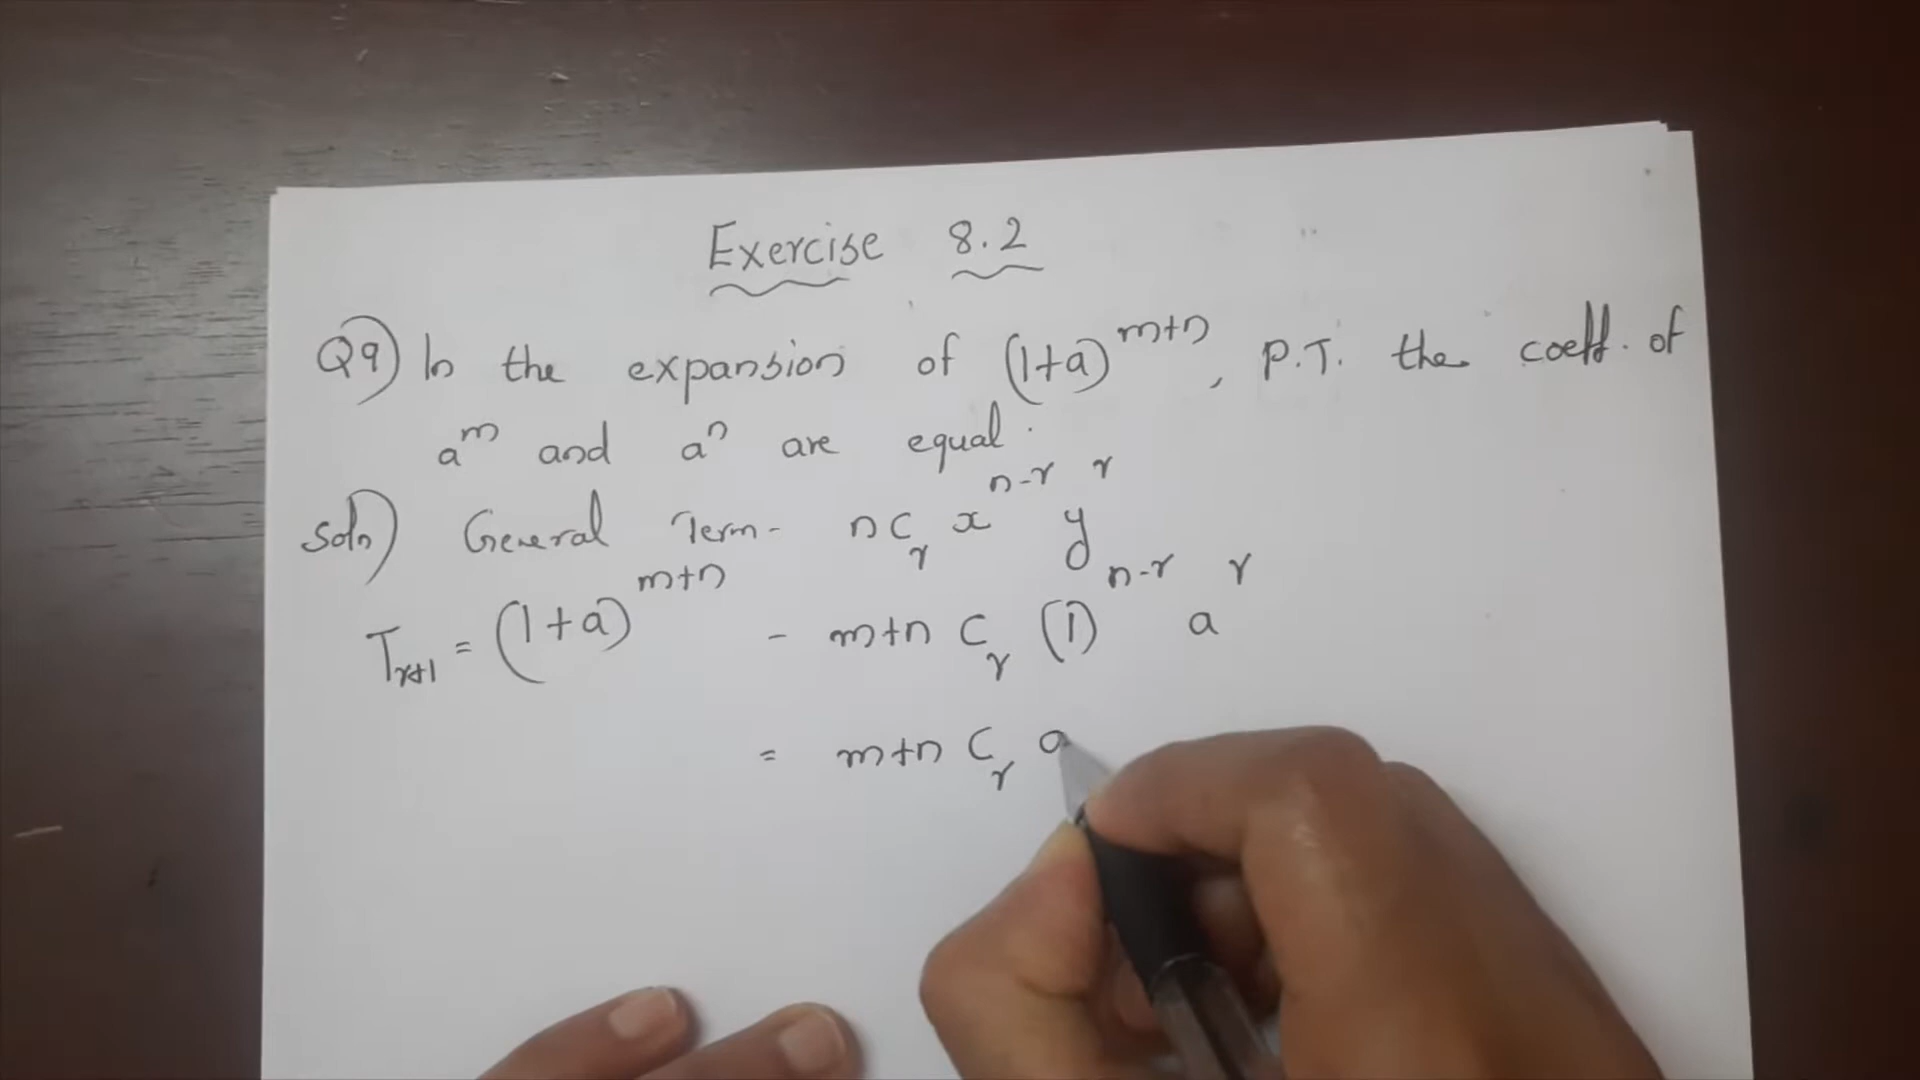 Exercise 8.2
Q9) In the expansion of (1+a)^m+n, P.T. the coeff. of
a^m and a^n are equal.
Soln) General Term - nCr x^n-r y^r
Tr+1 = (1+a)^m+n - m+n Cr (1)^n-r a^r
= m+n Cr a